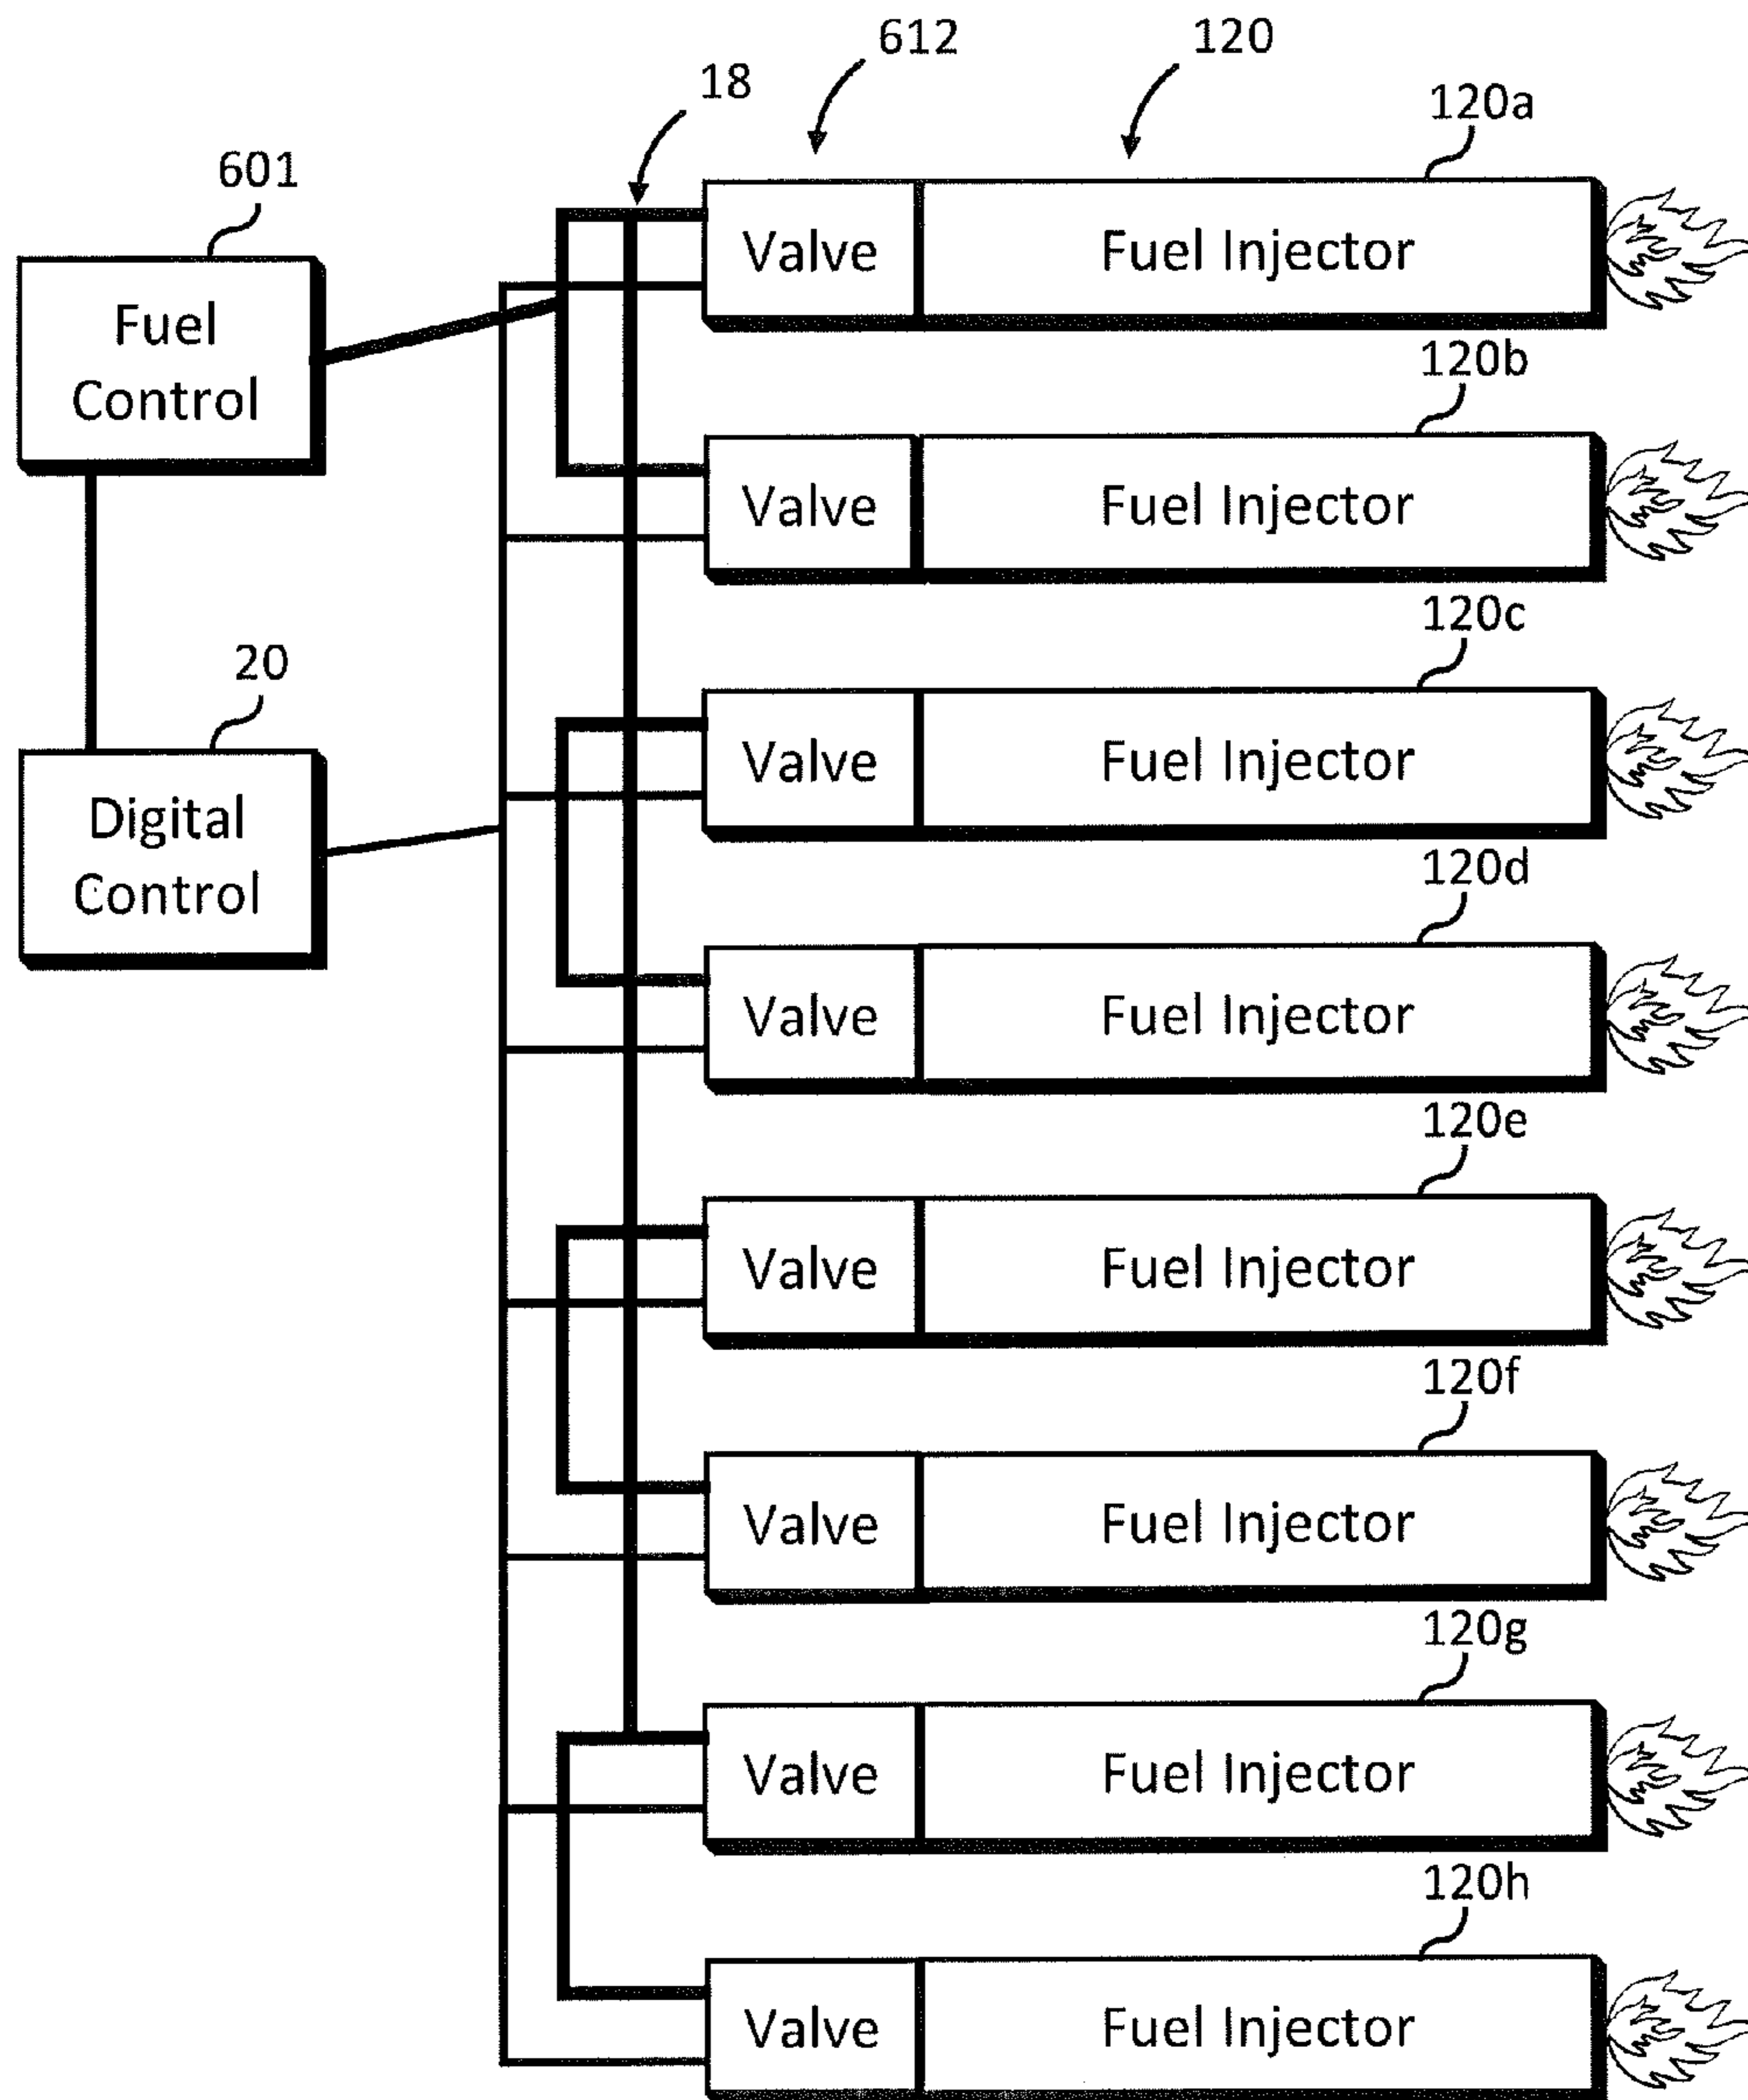 612
120
18
120a
601
Valve
Fuel Injector
Fuel
Control
120b
Valve
Fuel Injector
120c
20
Valve
Fuel Injector
Digital
Control
120d
Valve
Fuel Injector
120e
Valve
Fuel Injector
120f
Valve
Fuel Injector
120g
Valve
Fuel Injector
120h
Valve
Fuel Injector